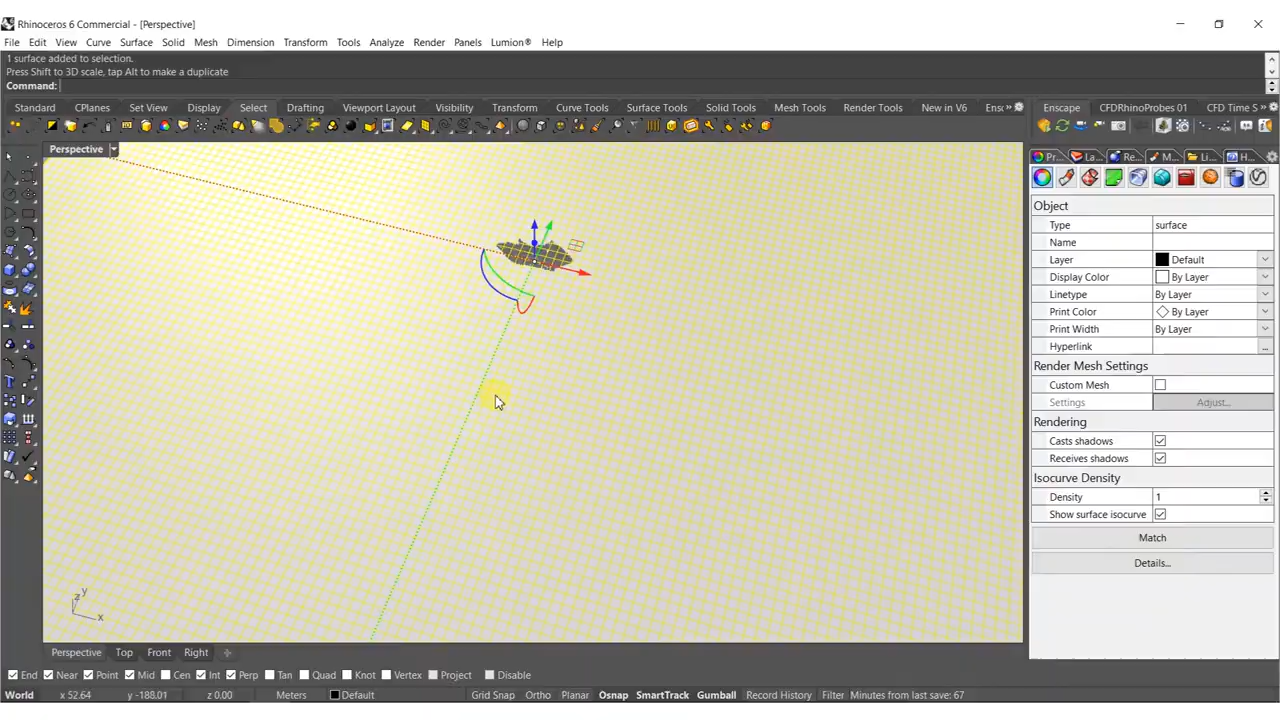 Rhinoceros 6 Commercial - [Perspective]
File Edit View Curve Surface Solid Mesh Dimension Transform Tools Analyze Render Panels Lumion® Help
1 surface added to selection.
Press Shift to 3D scale, tap Alt to make a duplicate
Command:
Standard CPlanes Set View Display Select Drafting Viewport Layout Visibility Transform Curve Tools Surface Tools Solid Tools Mesh Tools Render Tools New in V6 Ensc » Enscape CFDRhinoProbes 01 CFD Time S »
Perspective
Pr... La... Re... M... Li... H...
Object
Type surface
Name
Layer Default
Display Color By Layer
Linetype By Layer
Print Color By Layer
Print Width By Layer
Hyperlink ...
Render Mesh Settings
Custom Mesh
Settings Adjust...
Rendering
Casts shadows
Receives shadows
Isocurve Density
Density 1
Show surface isocurve
Match
Details...
z y
x
Perspective Top Front Right
End Near Point Mid Cen Int Perp Tan Quad Knot Vertex Project Disable
World x 52.64 y -188.01 z 0.00 Meters Default Grid Snap Ortho Planar Osnap SmartTrack Gumball Record History Filter Minutes from last save: 67